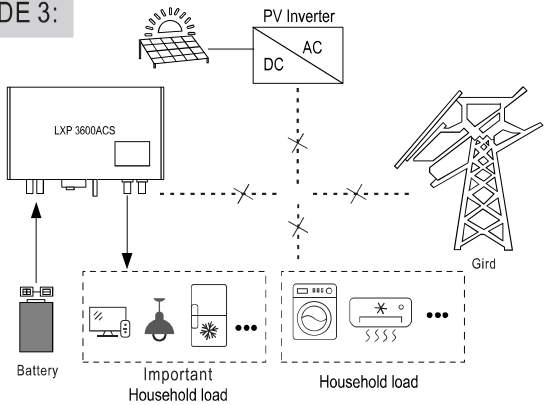 DE 3:
PV Inverter
DC
AC
LXP 3600ACS
Gird
Battery
Important
Household load
Household load